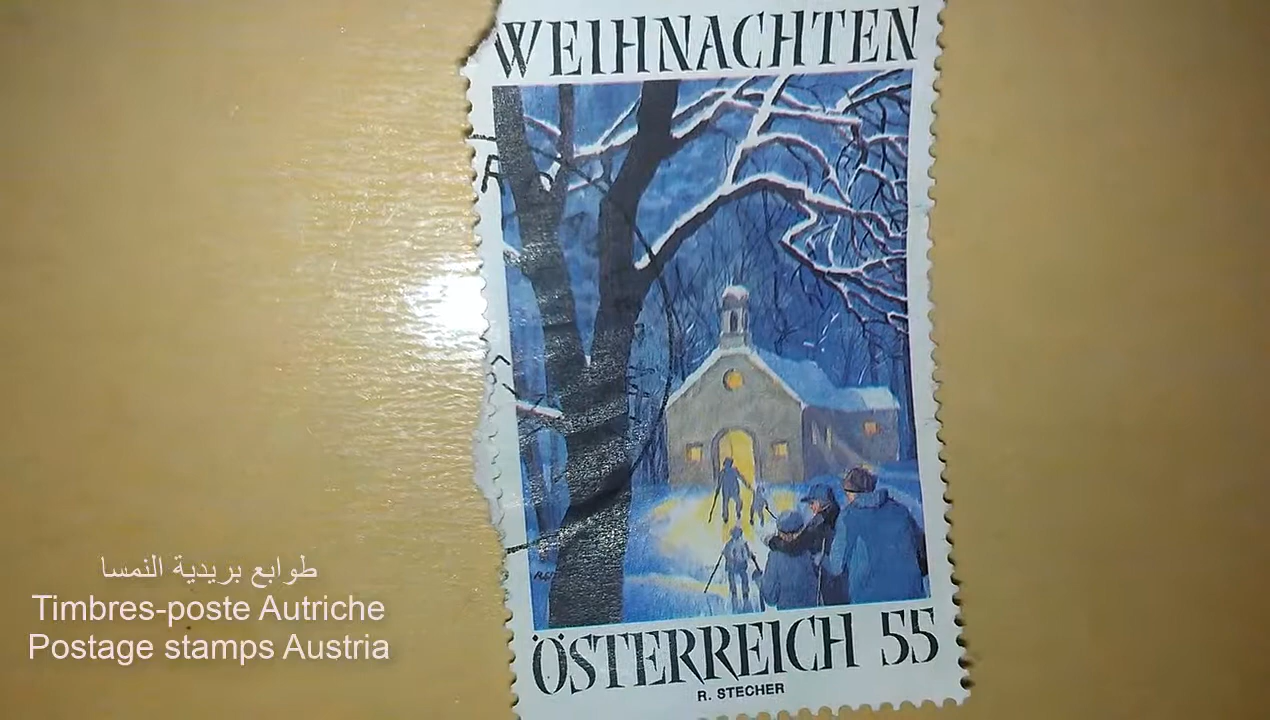 WEIHNACHTEN
ÖSTERREICH 55
R. STECHER
طوابع بريدية النمسا
Timbres-poste Autriche
Postage stamps Austria